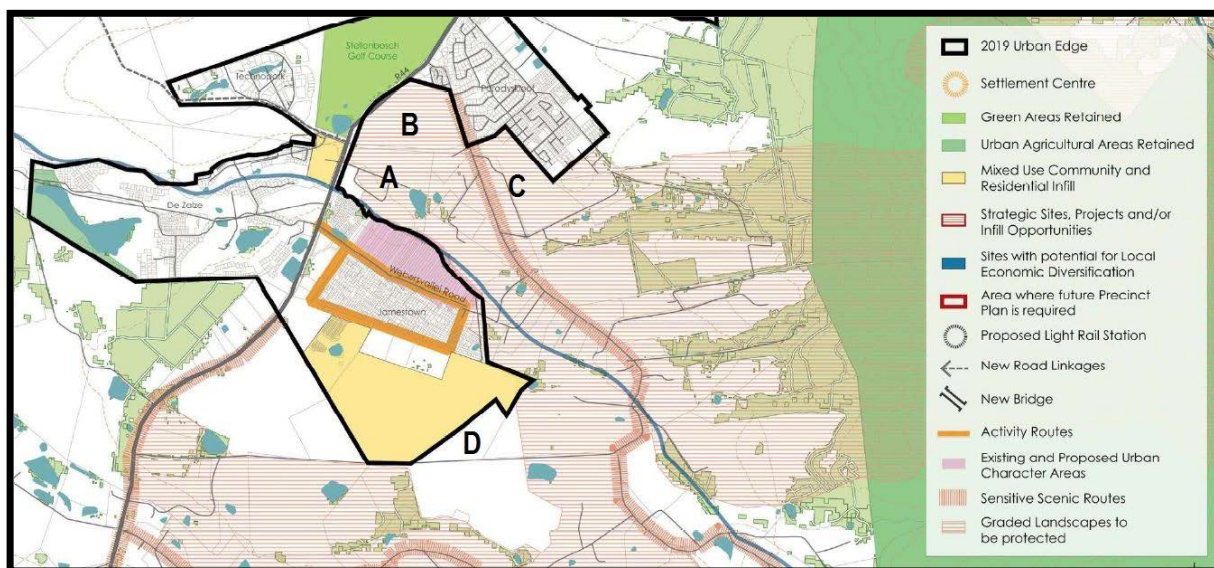 Stellenbosch
Golf Course
Technopark
R44
Paradyskloof
B
A
C
De Zalze
Webersvallei Road
Jamestown
D
2019 Urban Edge
Settlement Centre
Green Areas Retained
Urban Agricultural Areas Retained
Mixed Use Community and
Residential Infill
Strategic Sites, Projects and/or
Infill Opportunities
Sites with potential for Local
Economic Diversification
Area where future Precinct
Plan is required
Proposed Light Rail Station
New Road Linkages
New Bridge
Activity Routes
Existing and Proposed Urban
Character Areas
Sensitive Scenic Routes
Graded Landscapes to
be protected